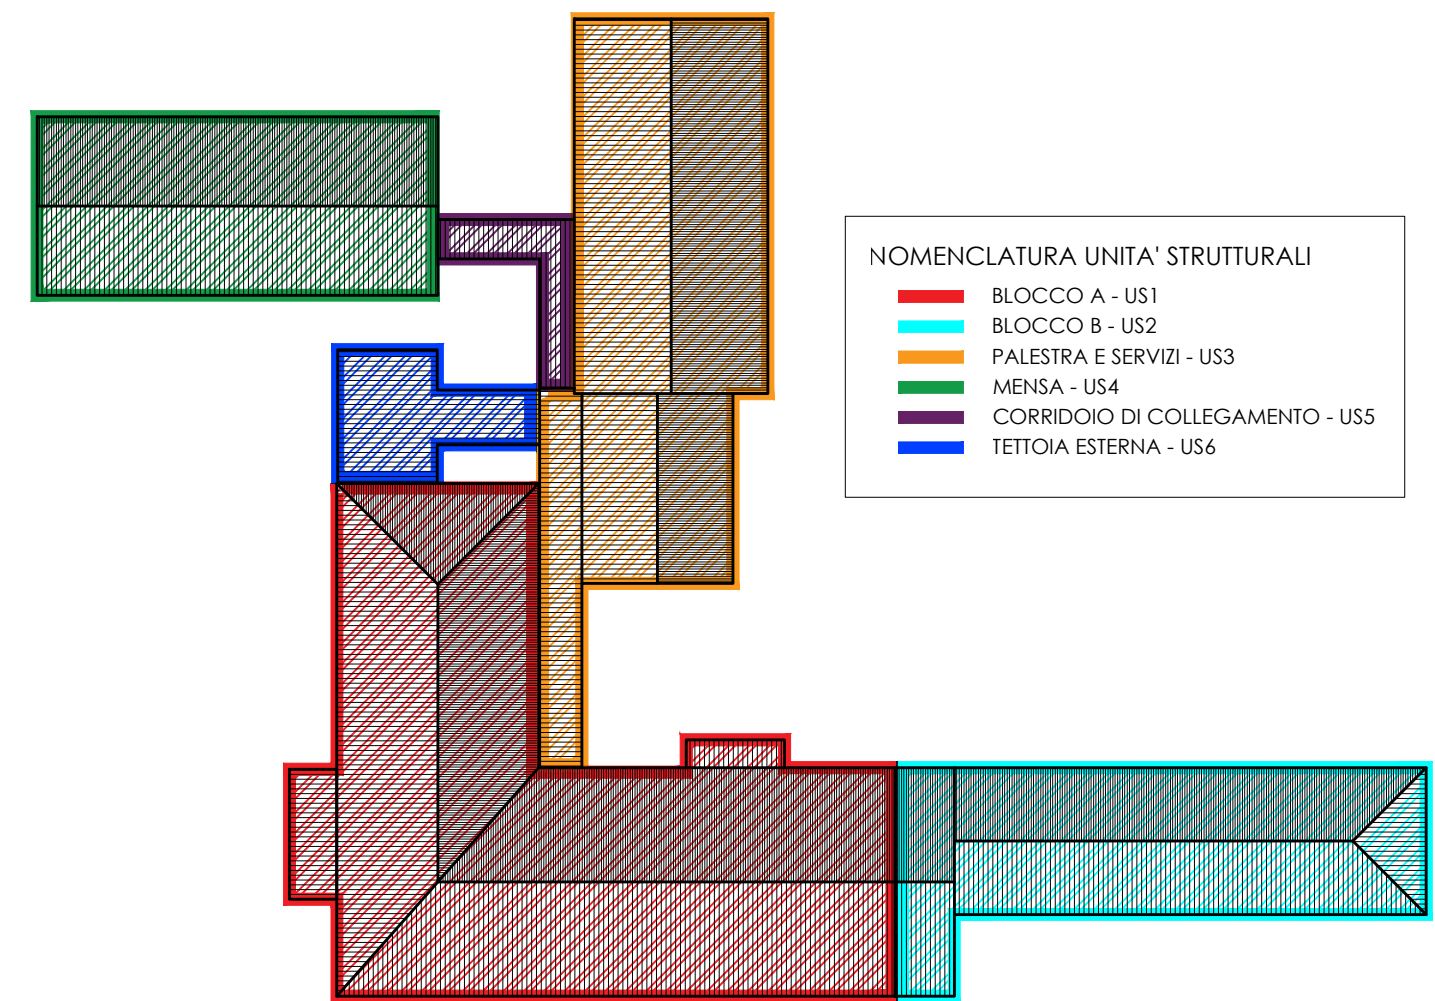 NOMENCLATURA UNITA' STRUTTURALI
BLOCCO A - US1
BLOCCO B - US2
PALESTRA E SERVIZI - US3
MENSA - US4
CORRIDOIO DI COLLEGAMENTO - US5
TETTOIA ESTERNA - US6